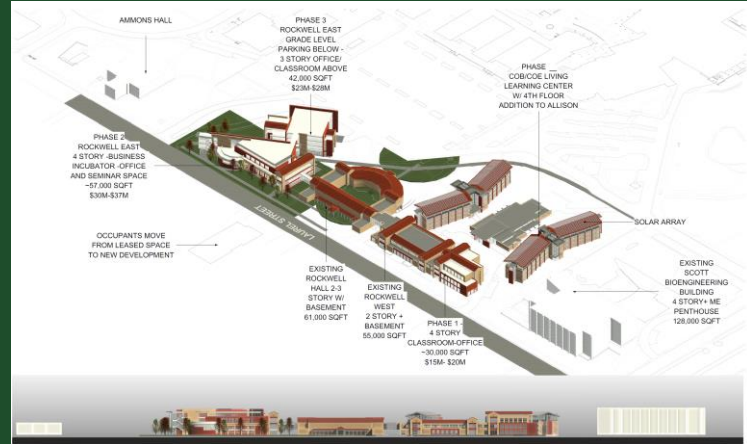 AMMONS HALL
PHASE 3
ROCKWELL EAST
GRADE LEVEL
PARKING BELOW -
3 STORY OFFICE/
CLASSROOM ABOVE
42,000 SQFT
$23M-$28M
PHASE __
COB/COE LIVING
LEARNING CENTER
W/ 4TH FLOOR
ADDITION TO ALLISON
PHASE 2
ROCKWELL EAST
4 STORY -BUSINESS
INCUBATOR -OFFICE
AND SEMINAR SPACE
~57,000 SQFT
$30M-$37M
SOLAR ARRAY
LAUREL STREET
OCCUPANTS MOVE
FROM LEASED SPACE
TO NEW DEVELOPMENT
EXISTING
ROCKWELL
HALL 2-3
STORY W/
BASEMENT
61,000 SQFT
EXISTING
ROCKWELL
WEST
2 STORY +
BASEMENT
55,000 SQFT
PHASE 1 -
4 STORY
CLASSROOM-OFFICE
~30,000 SQFT
$15M- $20M
EXISTING
SCOTT
BIOENGINEERING
BUILDING
4 STORY+ ME
PENTHOUSE
128,000 SQFT